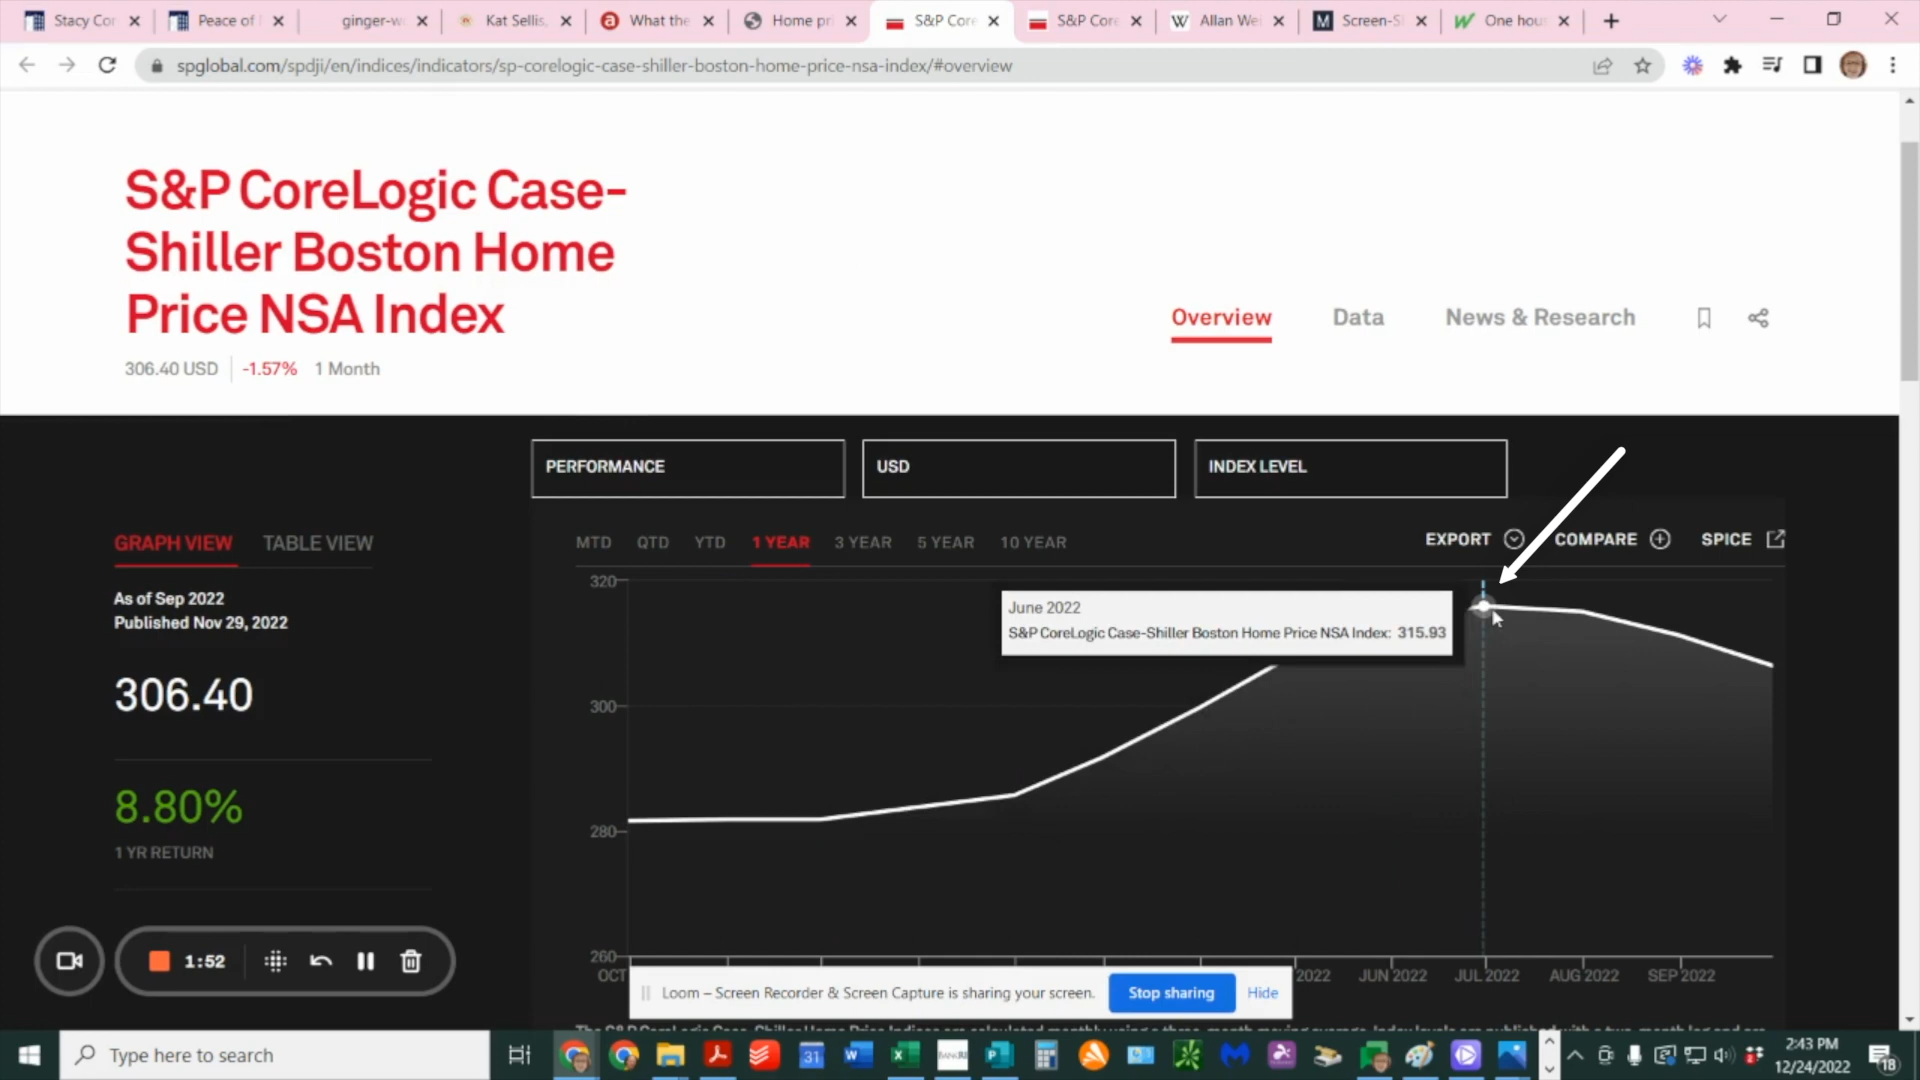 Stacy Cor
Peace of
ginger-w
Kat Sellis,
What the
Home pri
S&P Core
S&P Core
Allan Wei
Screen-S
One hou
spglobal.com/spdji/en/indices/indicators/sp-corelogic-case-shiller-boston-home-price-nsa-index/#overview
S&P CoreLogic Case-
Shiller Boston Home
Price NSA Index
306.40 USD -1.57% 1 Month
Overview Data News & Research
PERFORMANCE USD INDEX LEVEL
GRAPH VIEW TABLE VIEW
As of Sep 2022
Published Nov 29, 2022
306.40
8.80%
1 YR RETURN
MTD QTD YTD 1 YEAR 3 YEAR 5 YEAR 10 YEAR
EXPORT COMPARE SPICE
320
June 2022
S&P CoreLogic Case-Shiller Boston Home Price NSA Index: 315.93
300
280
260
OCT 2022 JUN 2022 JUL 2022 AUG 2022 SEP 2022
1:52
Loom – Screen Recorder & Screen Capture is sharing your screen. Stop sharing Hide
Type here to search
31
2:43 PM
12/24/2022
18